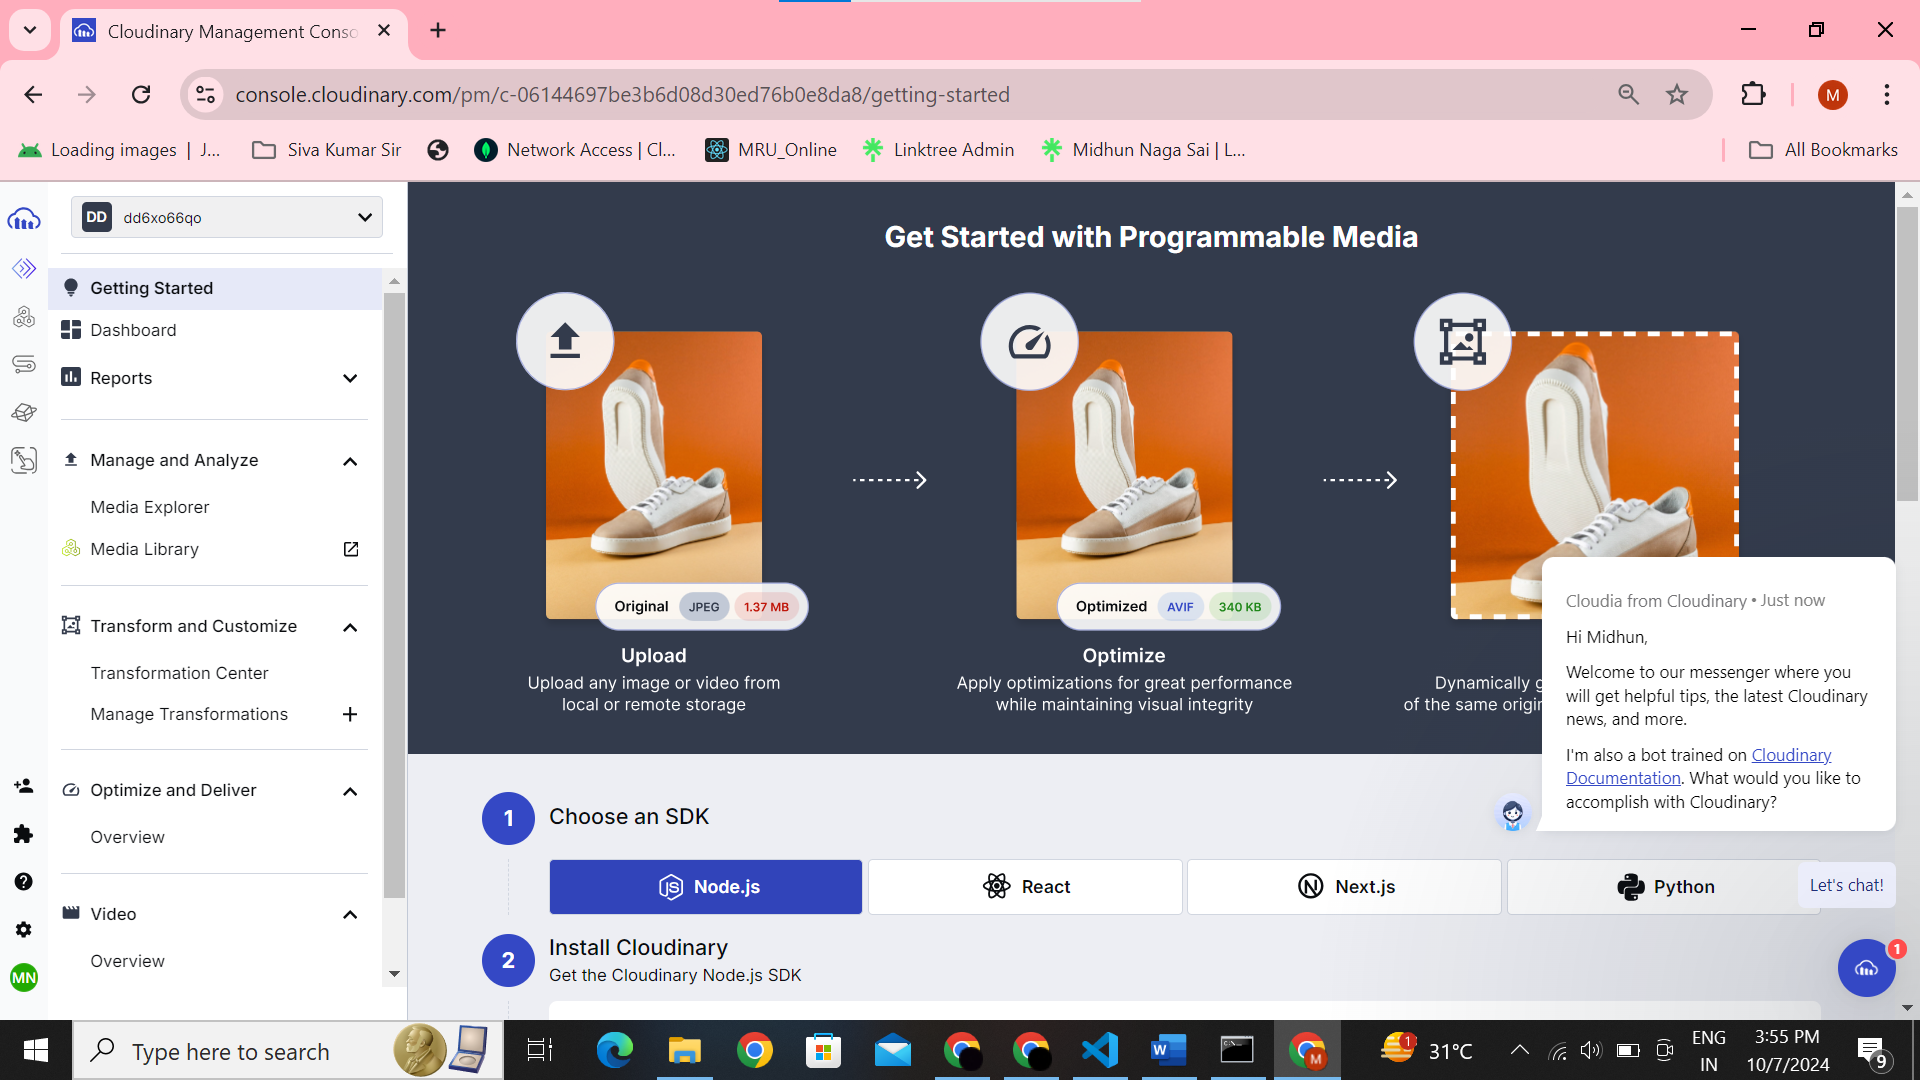 Cloudinary Management Conso
console.cloudinary.com/pm/c-06144697be3b6d08d30ed76b0e8da8/getting-started
M
Loading images | J...
Siva Kumar Sir
Network Access | Cl...
MRU_Online
Linktree Admin
Midhun Naga Sai | L...
All Bookmarks
DD dd6xo66qo
Getting Started
Dashboard
Reports
Manage and Analyze
Media Explorer
Media Library
Transform and Customize
Transformation Center
Manage Transformations
Optimize and Deliver
Overview
Video
Overview
MN
Get Started with Programmable Media
Original JPEG 1.37 MB
Upload
Upload any image or video from
local or remote storage
Optimized AVIF 340 KB
Optimize
Apply optimizations for great performance
while maintaining visual integrity
Dynamically
of the same
Cloudia from Cloudinary • Just now
Hi Midhun,
Welcome to our messenger where you
will get helpful tips, the latest Cloudinary
news, and more.
I'm also a bot trained on Cloudinary
Documentation. What would you like to
accomplish with Cloudinary?
1 Choose an SDK
Node.js
React
Next.js
Python
Let's chat!
2 Install Cloudinary
Get the Cloudinary Node.js SDK
1
Type here to search
W
M
1
31°C
ENG
IN
3:55 PM
10/7/2024
9